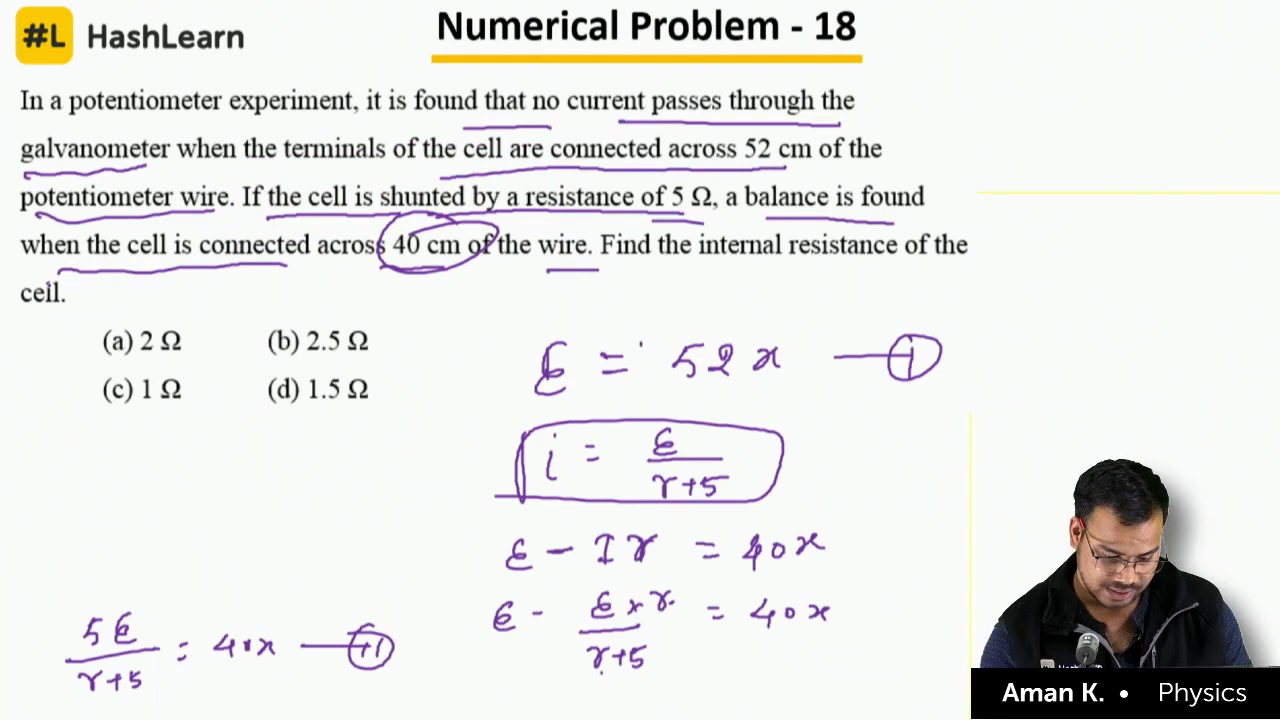 #L HashLearn
Numerical Problem - 18
In a potentiometer experiment, it is found that no current passes through the
galvanometer when the terminals of the cell are connected across 52 cm of the
potentiometer wire. If the cell is shunted by a resistance of 5 Ω, a balance is found
when the cell is connected across 40 cm of the wire. Find the internal resistance of the
cell.
(a) 2 Ω (b) 2.5 Ω
(c) 1 Ω (d) 1.5 Ω
E = 52x — i
i = E/(r+5)
E - Ir = 40x
E - (E×r)/(r+5) = 40x
5E/(r+5) = 40x — ii
Aman K. • Physics